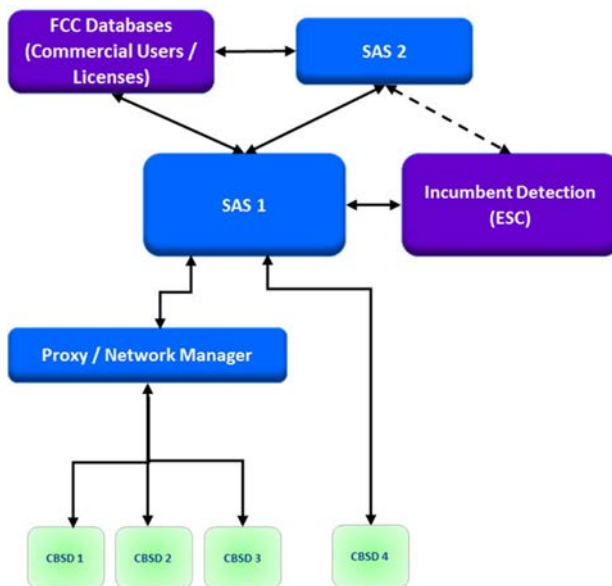 FCC Databases
(Commercial Users /
Licenses)
SAS 2
SAS 1
Incumbent Detection
(ESC)
Proxy / Network Manager
CBSD 1
CBSD 2
CBSD 3
CBSD 4